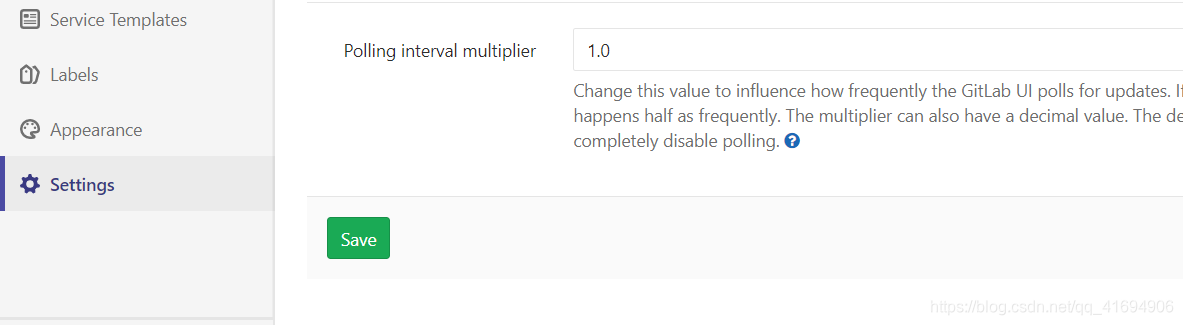 Service Templates
Labels
Appearance
Settings
Polling interval multiplier
1.0
Change this value to influence how frequently the GitLab UI polls for updates. If
happens half as frequently. The multiplier can also have a decimal value. The de
completely disable polling. ?
Save
https://blog.csdn.net/qq_41694906